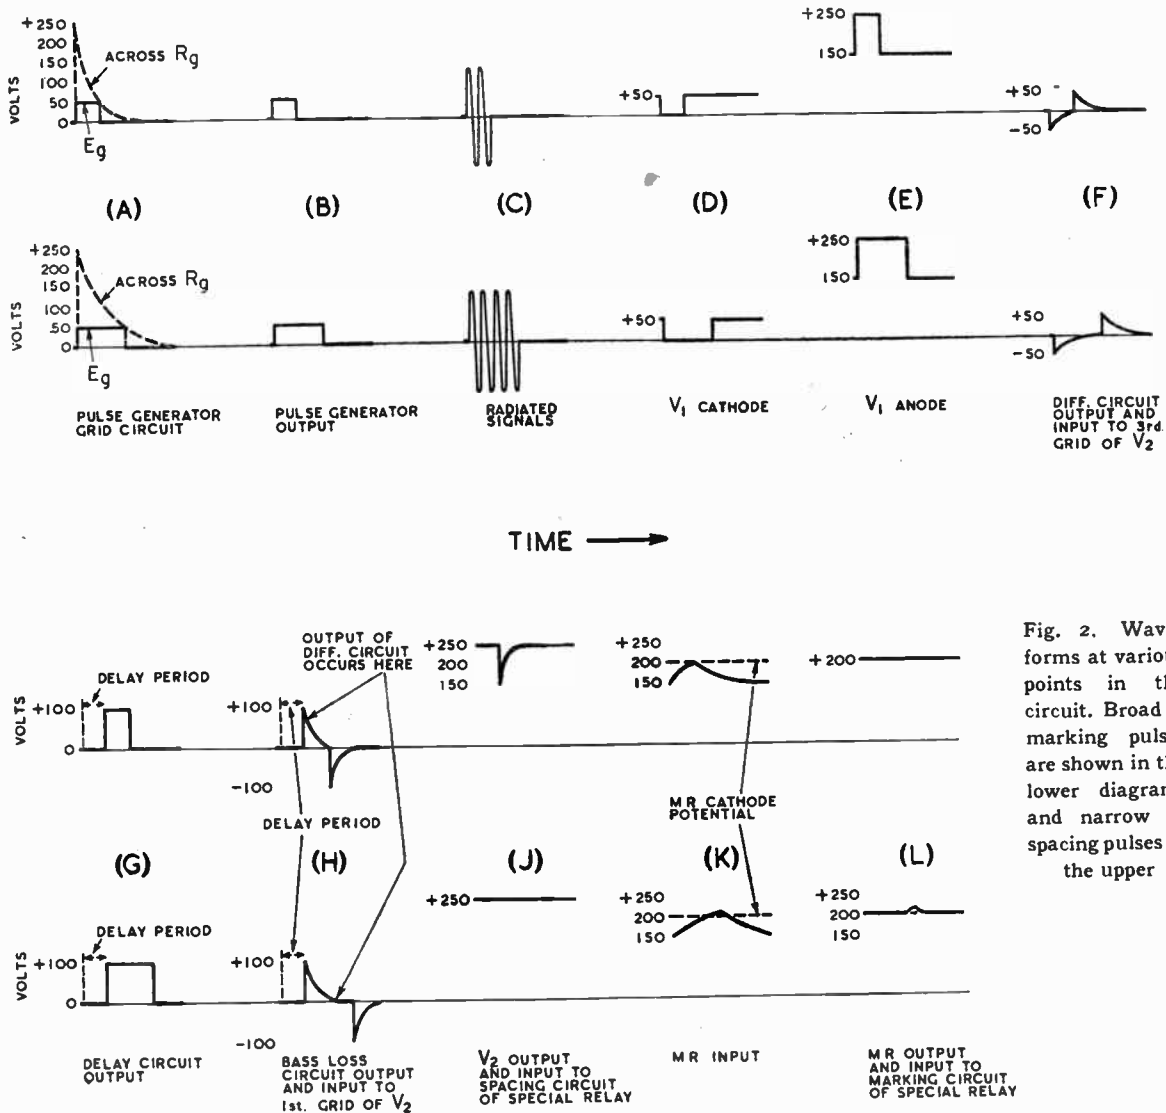 +250
200
150
100
50
0
VOLTS
ACROSS Rg
Eg
+50
+50
+250
150
+50
-50
(A)
(B)
(C)
(D)
(E)
(F)
+250
200
150
100
50
0
VOLTS
ACROSS Rg
Eg
+50
+250
150
+50
-50
PULSE GENERATOR
GRID CIRCUIT
PULSE GENERATOR
OUTPUT
RADIATED
SIGNALS
V1 CATHODE
V1 ANODE
DIFF. CIRCUIT
OUTPUT AND
INPUT TO 3rd.
GRID OF V2
TIME
VOLTS
+100
0
DELAY PERIOD
OUTPUT OF
DIFF. CIRCUIT
OCCURS HERE
+100
-100
DELAY PERIOD
+250
200
150
+250
200
150
MR CATHODE
POTENTIAL
+200
Fig. 2. Wav
forms at variou
points in th
circuit. Broad
marking puls
are shown in th
lower diagran
and narrow
spacing pulses
the upper
(G)
(H)
(J)
(K)
(L)
VOLTS
+100
0
DELAY PERIOD
+100
-100
+250
+250
200
150
+250
200
150
DELAY CIRCUIT
OUTPUT
BASS LOSS
CIRCUIT OUTPUT
AND INPUT TO
1st. GRID OF V2
V2 OUTPUT
AND INPUT TO
SPACING CIRCUIT
OF SPECIAL RELAY
MR INPUT
MR OUTPUT
AND INPUT TO
MARKING CIRCUIT
OF SPECIAL RELAY